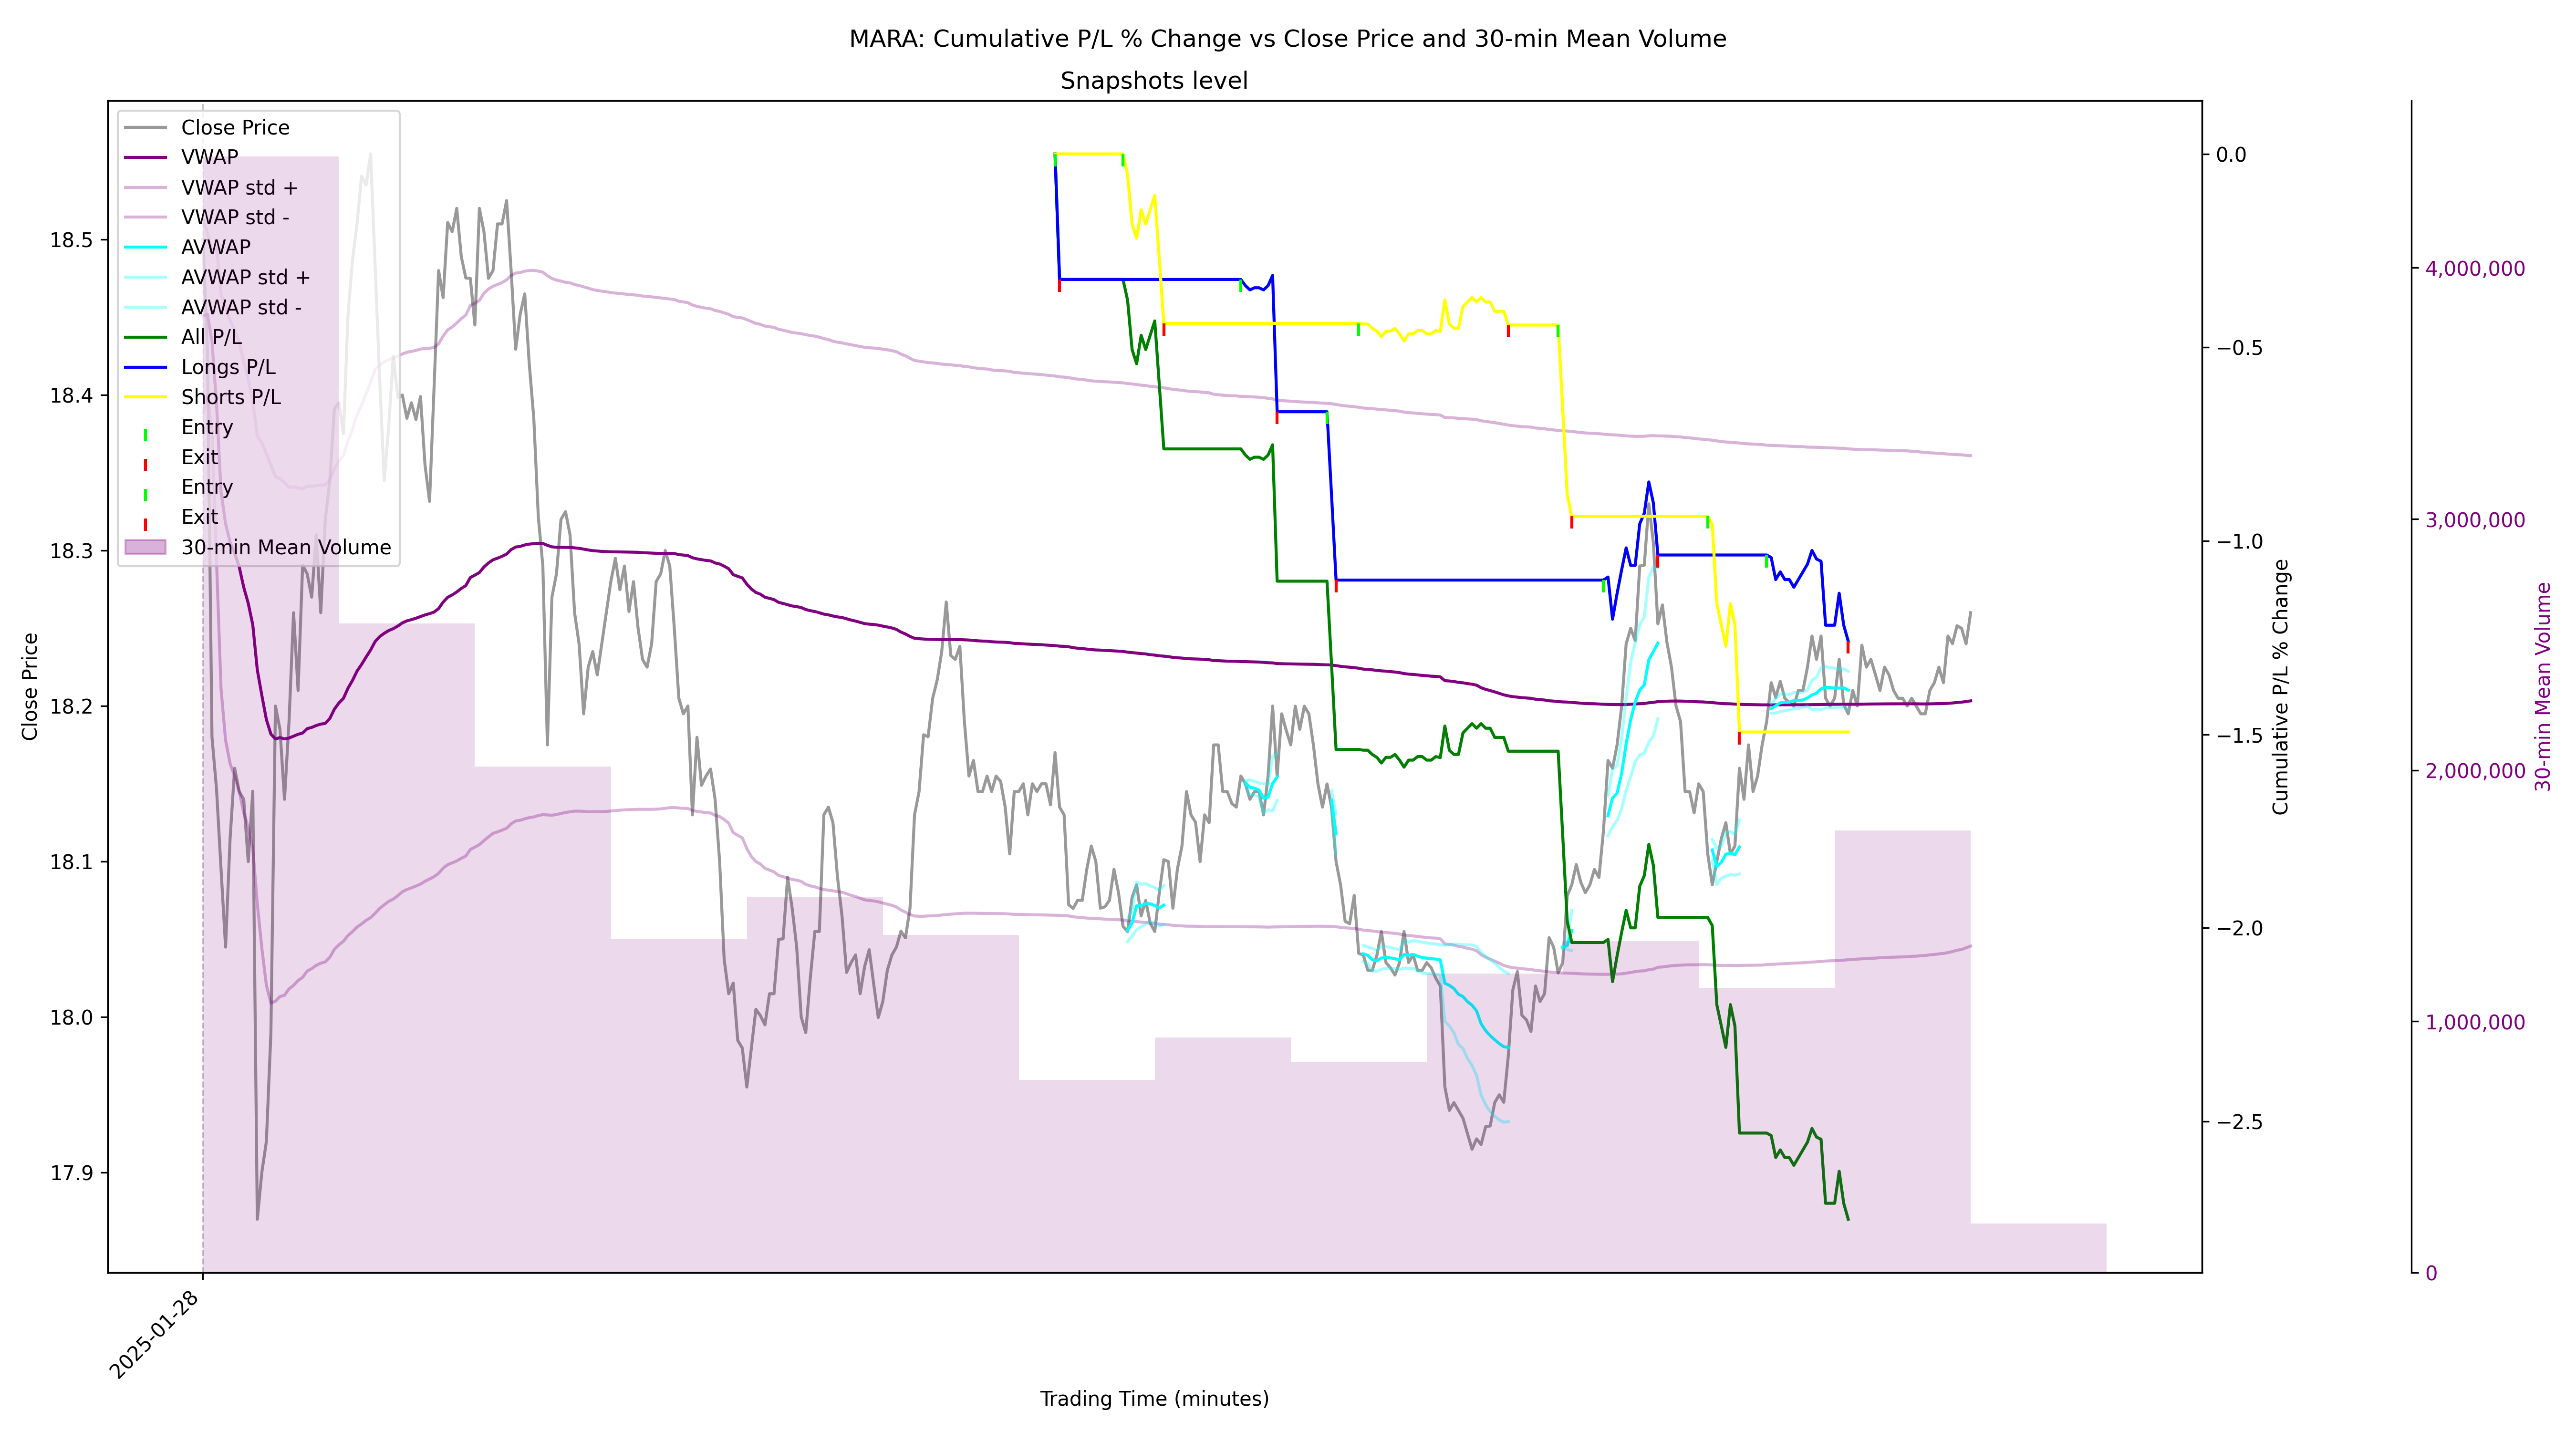 MARA: Cumulative P/L % Change vs Close Price and 30-min Mean Volume
Snapshots level
Close Price
VWAP
VWAP std +
VWAP std -
AVWAP
AVWAP std +
AVWAP std -
All P/L
Longs P/L
Shorts P/L
Entry
Exit
Entry
Exit
30-min Mean Volume
18.5
18.4
18.3
18.2
18.1
18.0
17.9
Close Price
0.0
−0.5
−1.0
−1.5
−2.0
−2.5
Cumulative P/L % Change
4,000,000
3,000,000
2,000,000
1,000,000
0
30-min Mean Volume
2025-01-28
Trading Time (minutes)